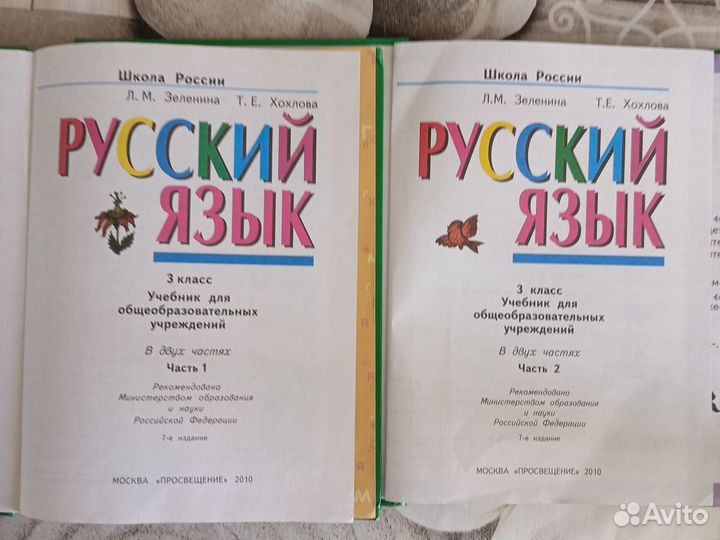 Школа России
Л. М. Зеленина Т. Е. Хохлова
РУССКИЙ
ЯЗЫК
3 класс
Учебник для
общеобразовательных
учреждений
В двух частях
Часть 1
Рекомендовано
Министерством образования
и науки
Российской Федерации
7-е издание
МОСКВА «ПРОСВЕЩЕНИЕ» 2010
Школа России
Л.М. Зеленина Т. Е. Хохлова
РУССКИЙ
ЯЗЫК
3 класс
Учебник для
общеобразовательных
учреждений
В двух частях
Часть 2
Рекомендовано
Министерством образования
и науки
Российской Федерации
7-е издание
МОСКВА «ПРОСВЕЩЕНИЕ» 2010
Avito